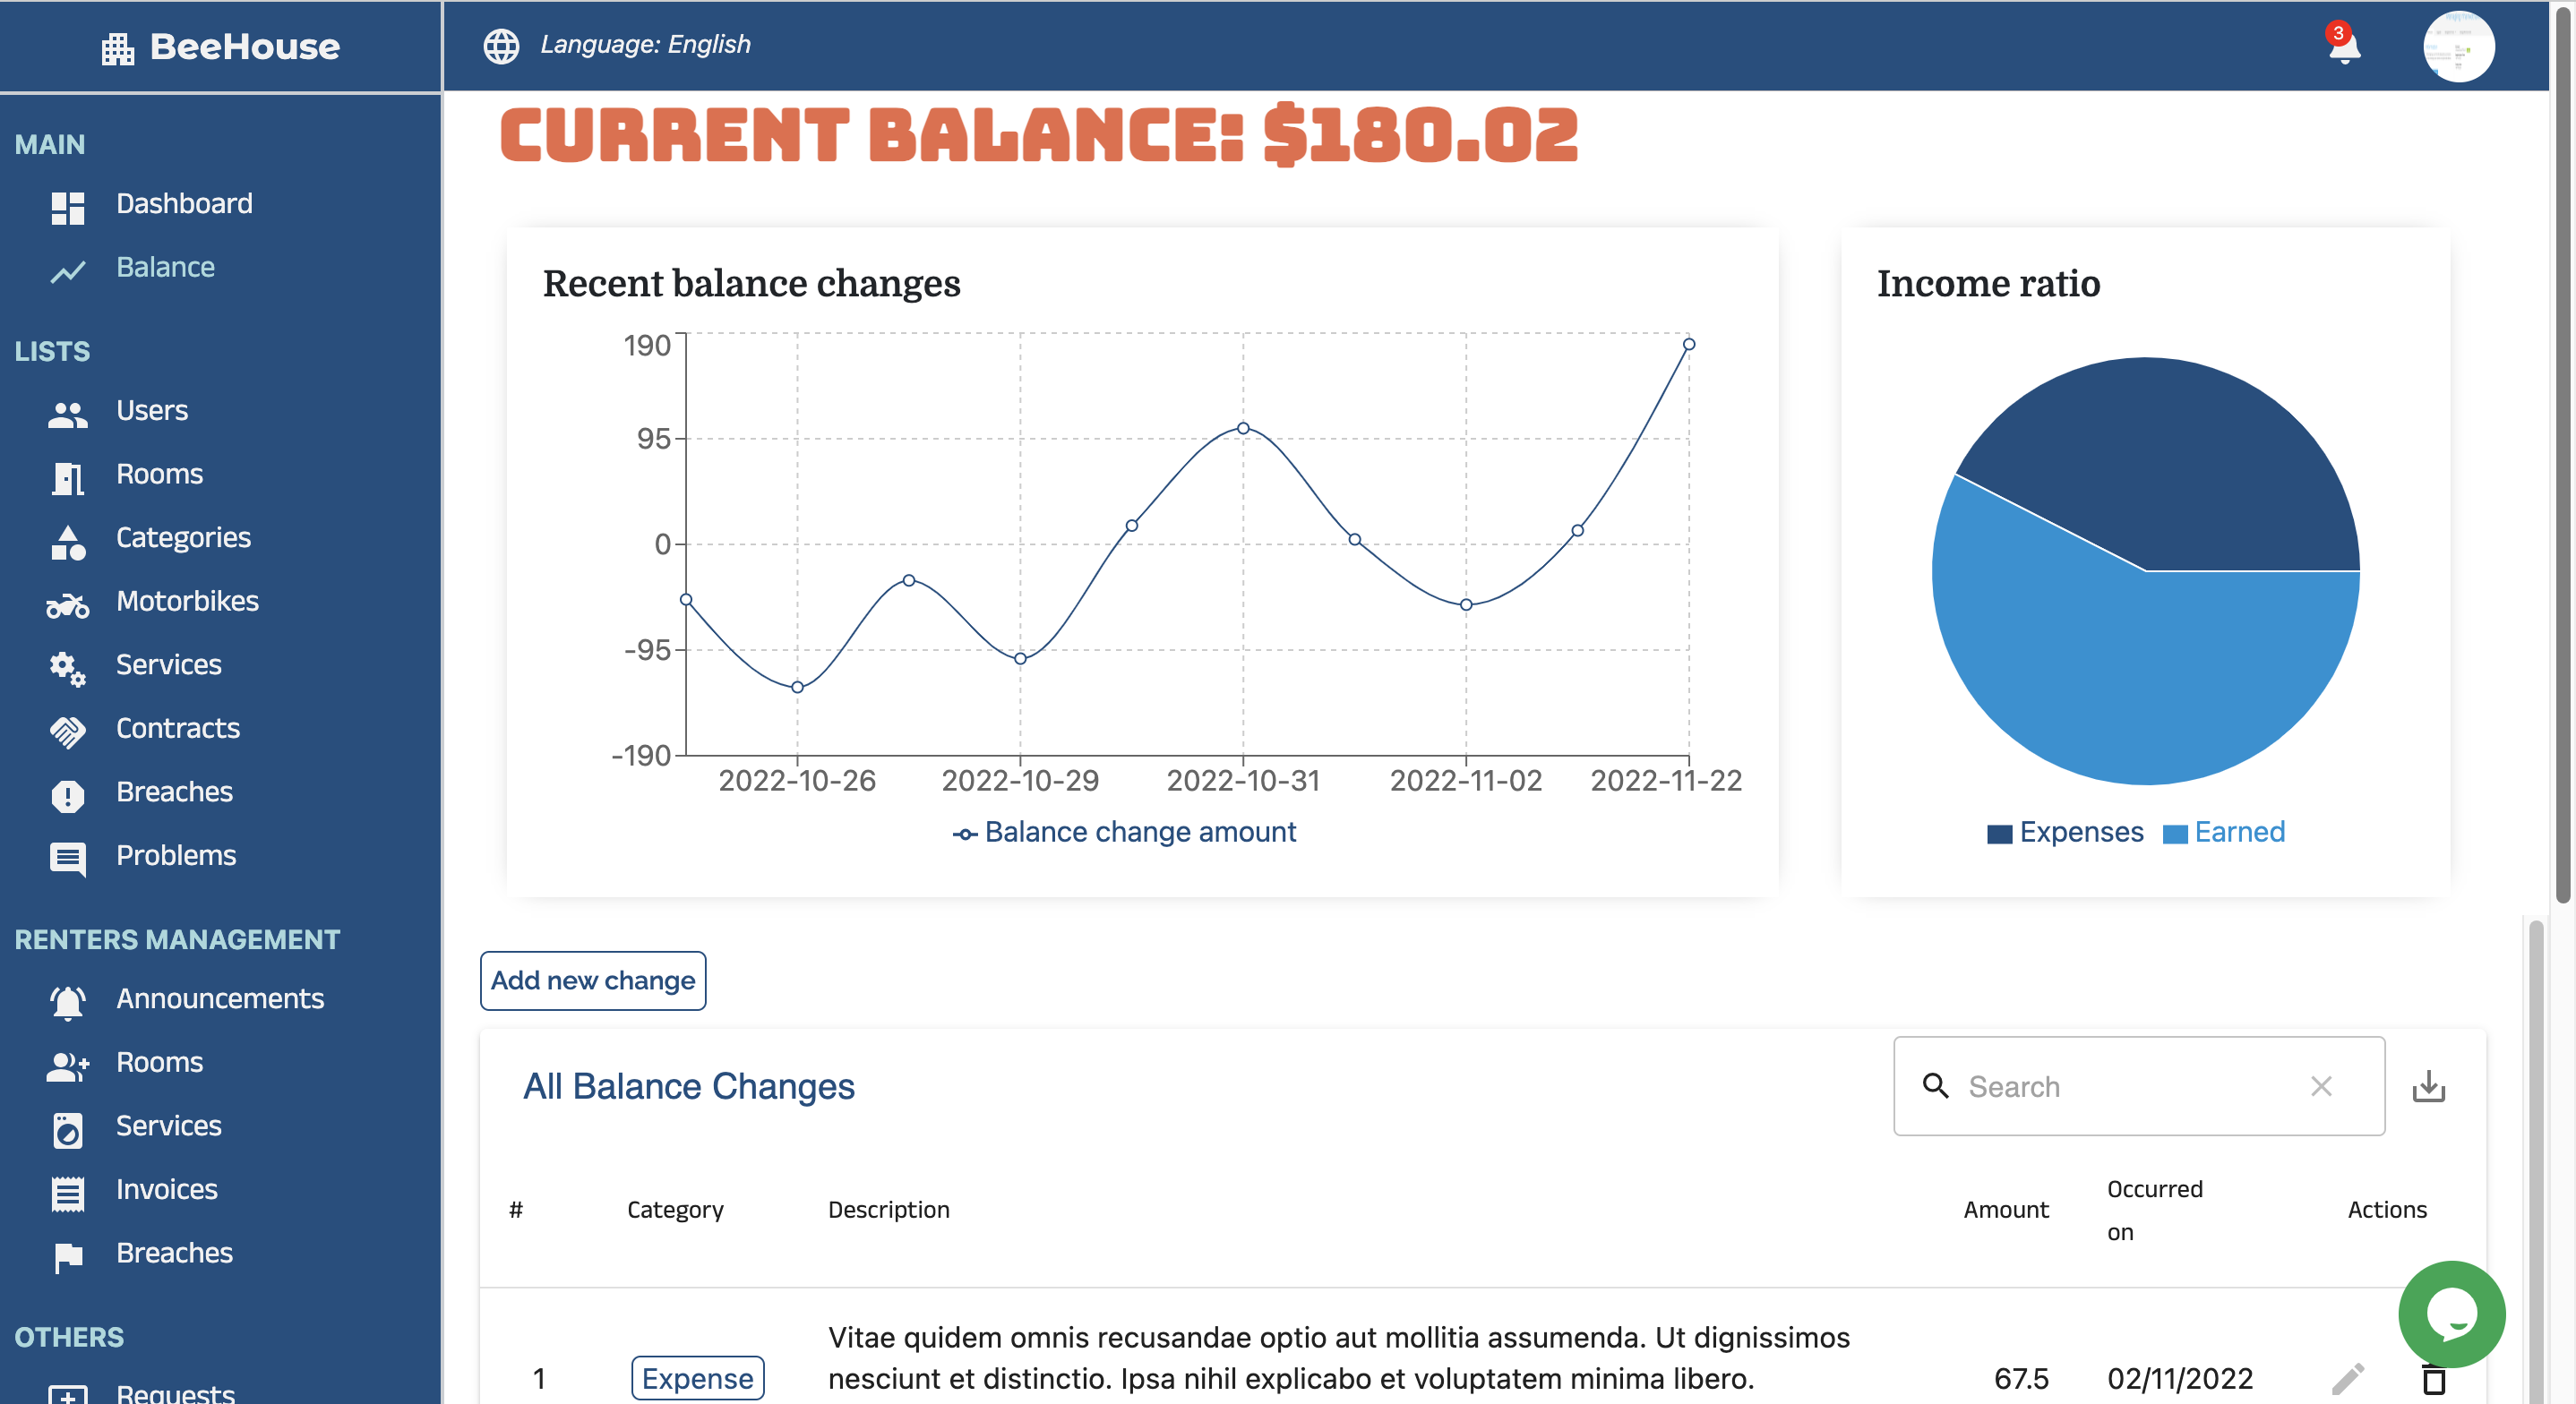 BeeHouse
Language: English
3
MAIN
Dashboard
Balance
LISTS
Users
Rooms
Categories
Motorbikes
Services
Contracts
Breaches
Problems
RENTERS MANAGEMENT
Announcements
Rooms
Services
Invoices
Breaches
OTHERS
Requests
CURRENT BALANCE: $180.02
Recent balance changes
190
95
0
-95
-190
2022-10-26 2022-10-29 2022-10-31 2022-11-02 2022-11-22
Balance change amount
Income ratio
Expenses Earned
Add new change
All Balance Changes
Search
# Category Description Amount Occurred on Actions
1 Expense Vitae quidem omnis recusandae optio aut mollitia assumenda. Ut dignissimos
nesciunt et distinctio. Ipsa nihil explicabo et voluptatem minima libero. 67.5 02/11/2022